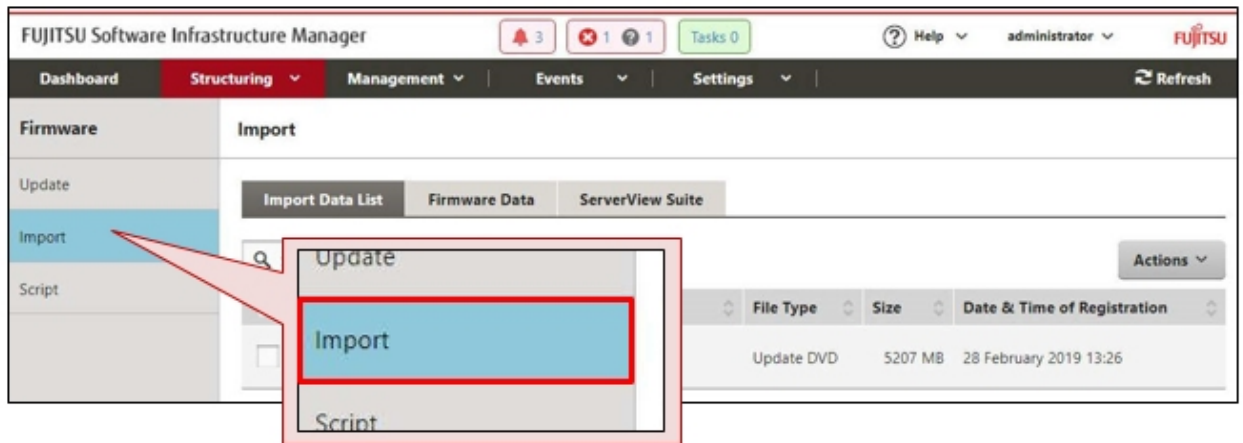 FUJITSU Software Infrastructure Manager 3 1 1 Tasks 0 Help administrator FUJITSU
Dashboard Structuring Management Events Settings Refresh
Firmware Import
Update
Import Data List Firmware Data ServerView Suite
Import
Actions
Script
File Type Size Date & Time of Registration
Update DVD 5207 MB 28 February 2019 13:26
Update
Import
Script